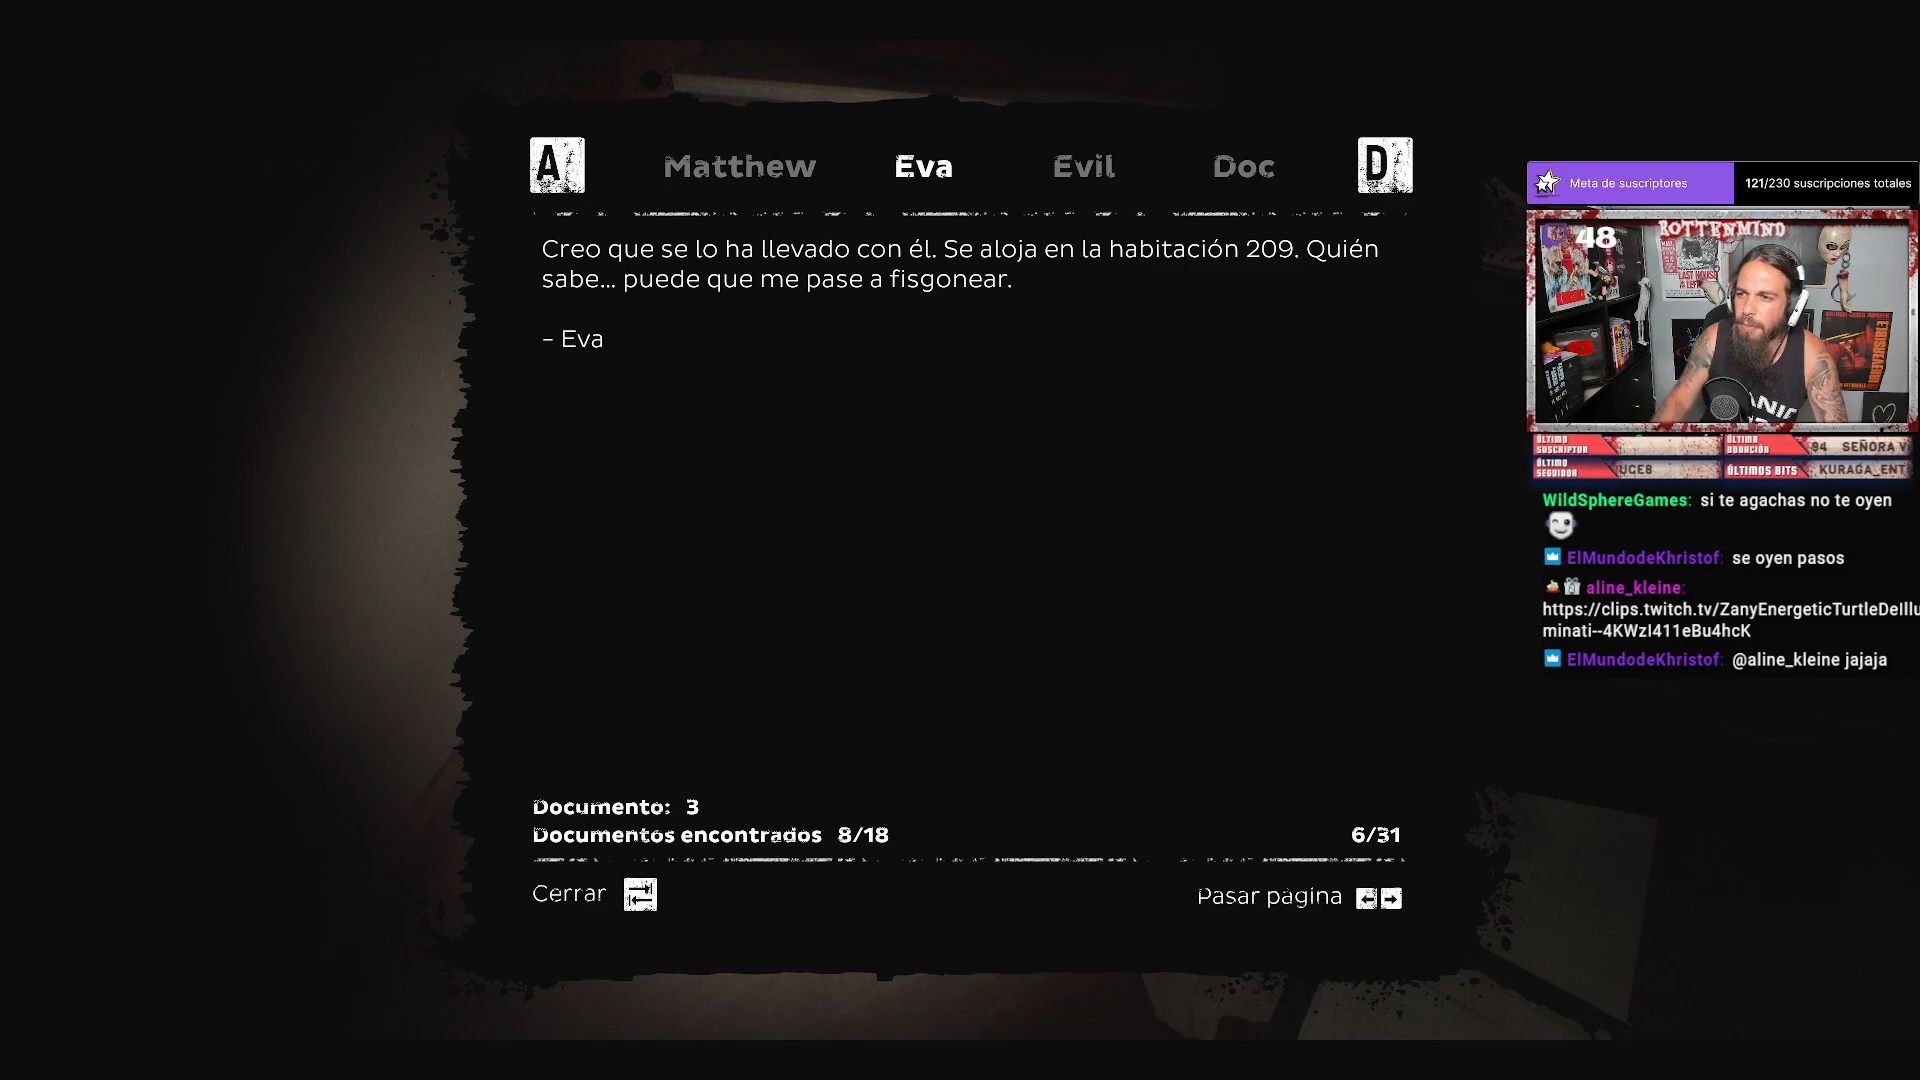 A Matthew Eva Evil Doc D
Creo que se lo ha llevado con él. Se aloja en la habitación 209. Quién
sabe... puede que me pase a fisgonear.
– Eva
Documento: 3
Documentos encontrados 8/18
6/31
Cerrar
Pasar página
Meta de suscriptores
121/230 suscripciones totales
48
ROTTENMIND
LAST HOUSE
ÚLTIMO
SUSCRIPTOR
ÚLTIMA
DONACIÓN
94 SEÑORA
ÚLTIMO
SEGUIDOR
UGE8
ÚLTIMOS BITS
KURAGA_ENT
WildSphereGames: si te agachas no te oyen
ElMundodeKhristof: se oyen pasos
aline_kleine:
https://clips.twitch.tv/ZanyEnergeticTurtleDeIllu
minati--4KWzI411eBu4hcK
ElMundodeKhristof: @aline_kleine jajaja